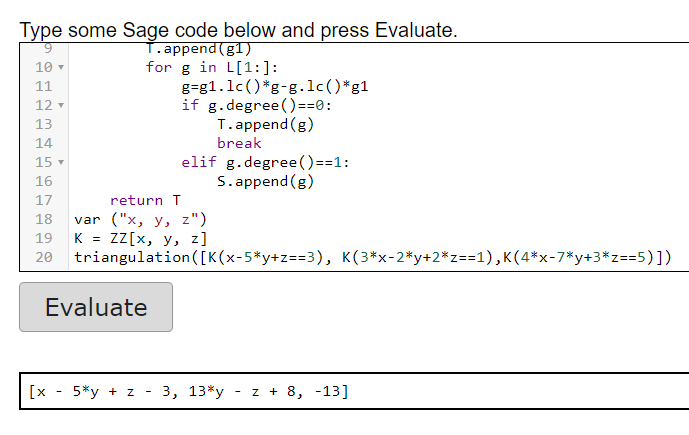 Type some Sage code below and press Evaluate.
9 T.append(g1)
10 for g in L[1:]:
11 g=g1.lc()*g-g.lc()*g1
12 if g.degree()==0:
13 T.append(g)
14 break
15 elif g.degree()==1:
16 S.append(g)
17 return T
18 var ("x, y, z")
19 K = ZZ[x, y, z]
20 triangulation([K(x-5*y+z==3), K(3*x-2*y+2*z==1),K(4*x-7*y+3*z==5)])
Evaluate
[x - 5*y + z - 3, 13*y - z + 8, -13]